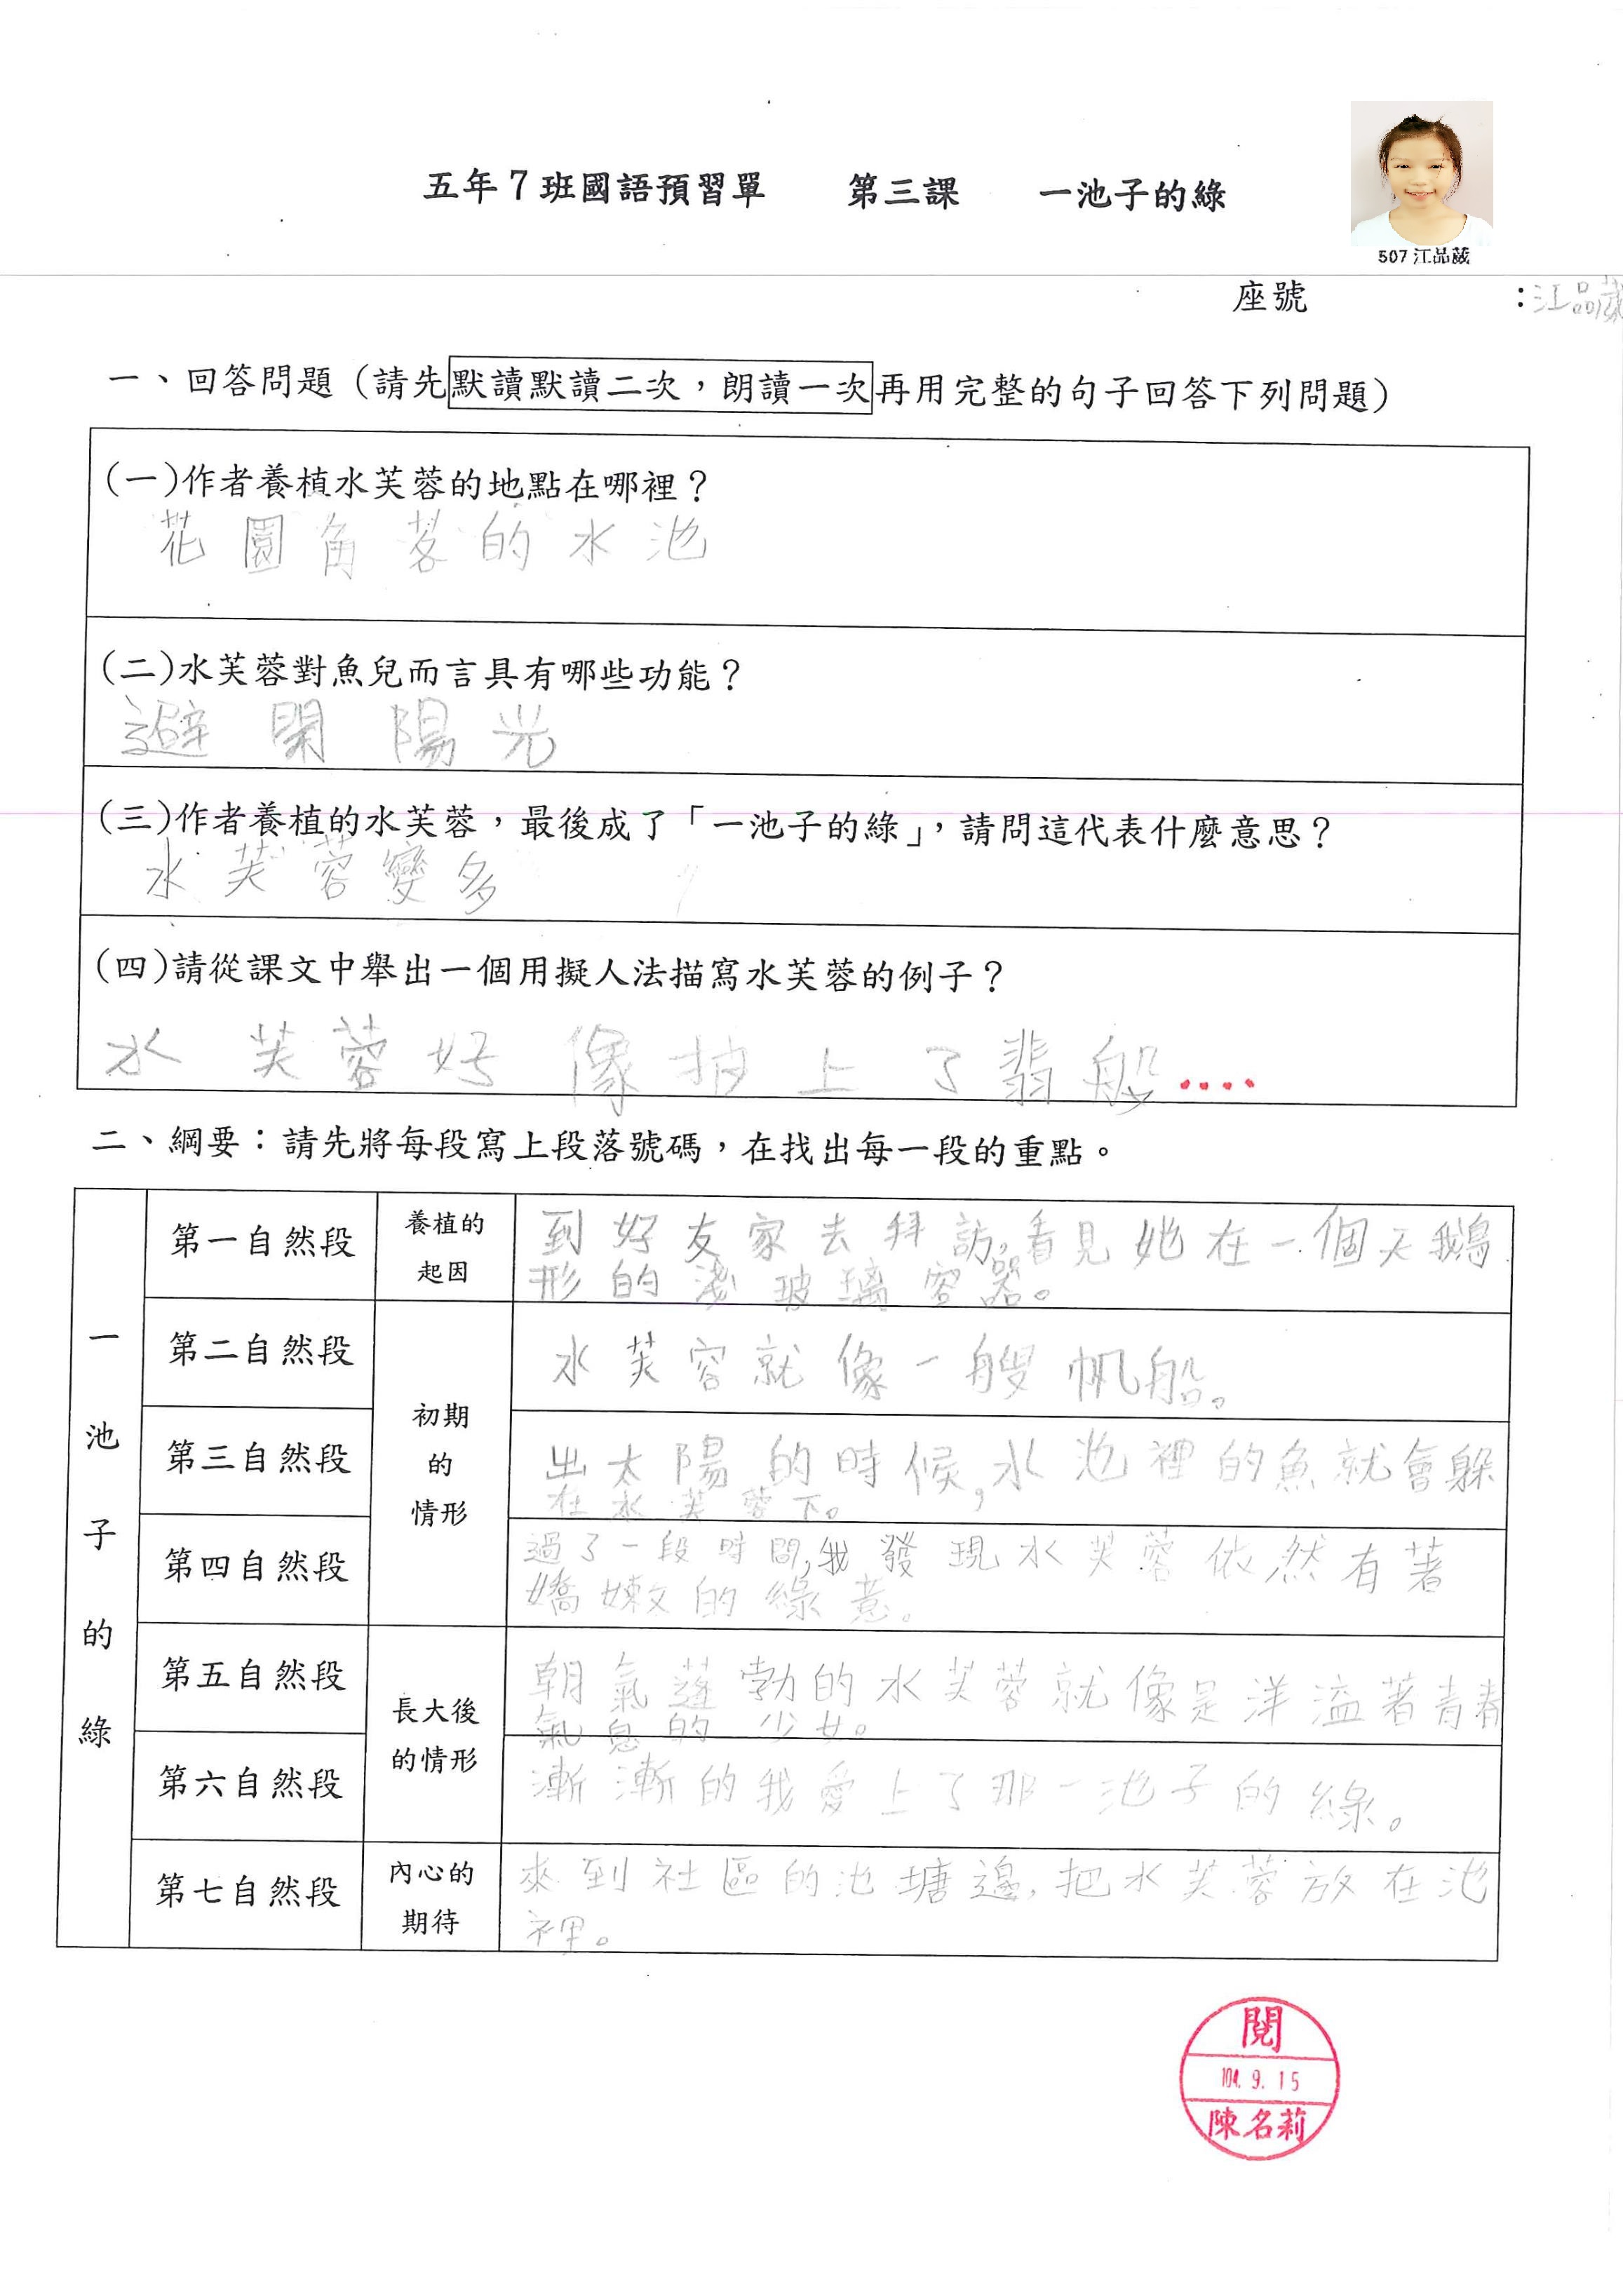 五年7班國語預習單 第三課 一池子的綠
507 江品葳
座號 :江品葳
一、回答問題（請先默讀默讀二次，朗讀一次再用完整的句子回答下列問題）
(一)作者養植水芙蓉的地點在哪裡？
花園角落的水池
(二)水芙蓉對魚兒而言具有哪些功能？
避開陽光
(三)作者養植的水芙蓉，最後成了「一池子的綠」，請問這代表什麼意思？
水芙蓉變多
(四)請從課文中舉出一個用擬人法描寫水芙蓉的例子？
水芙蓉好像披上了翡般....
二、綱要：請先將每段寫上段落號碼，在找出每一段的重點。
一池子的綠
第一自然段
養植的
起因
到好友家去拜訪,看見她在一個天鵝
形的淺玻璃容器。
第二自然段
初期
的
情形
水芙容就像一艘帆船。
第三自然段
出太陽的時候,水池裡的魚就會躲
在水芙蓉下。
第四自然段
過了一段時間,我發現水芙蓉依然有著
嬌嫩的綠意。
第五自然段
長大後
的情形
朝氣蓬勃的水芙蓉就像是洋溢著青春
氣息的少女。
第六自然段
漸漸的我愛上了那一池子的綠。
第七自然段
內心的
期待
來到社區的池塘邊,把水芙蓉放在池
裡。
閱
104. 9. 15
陳名莉